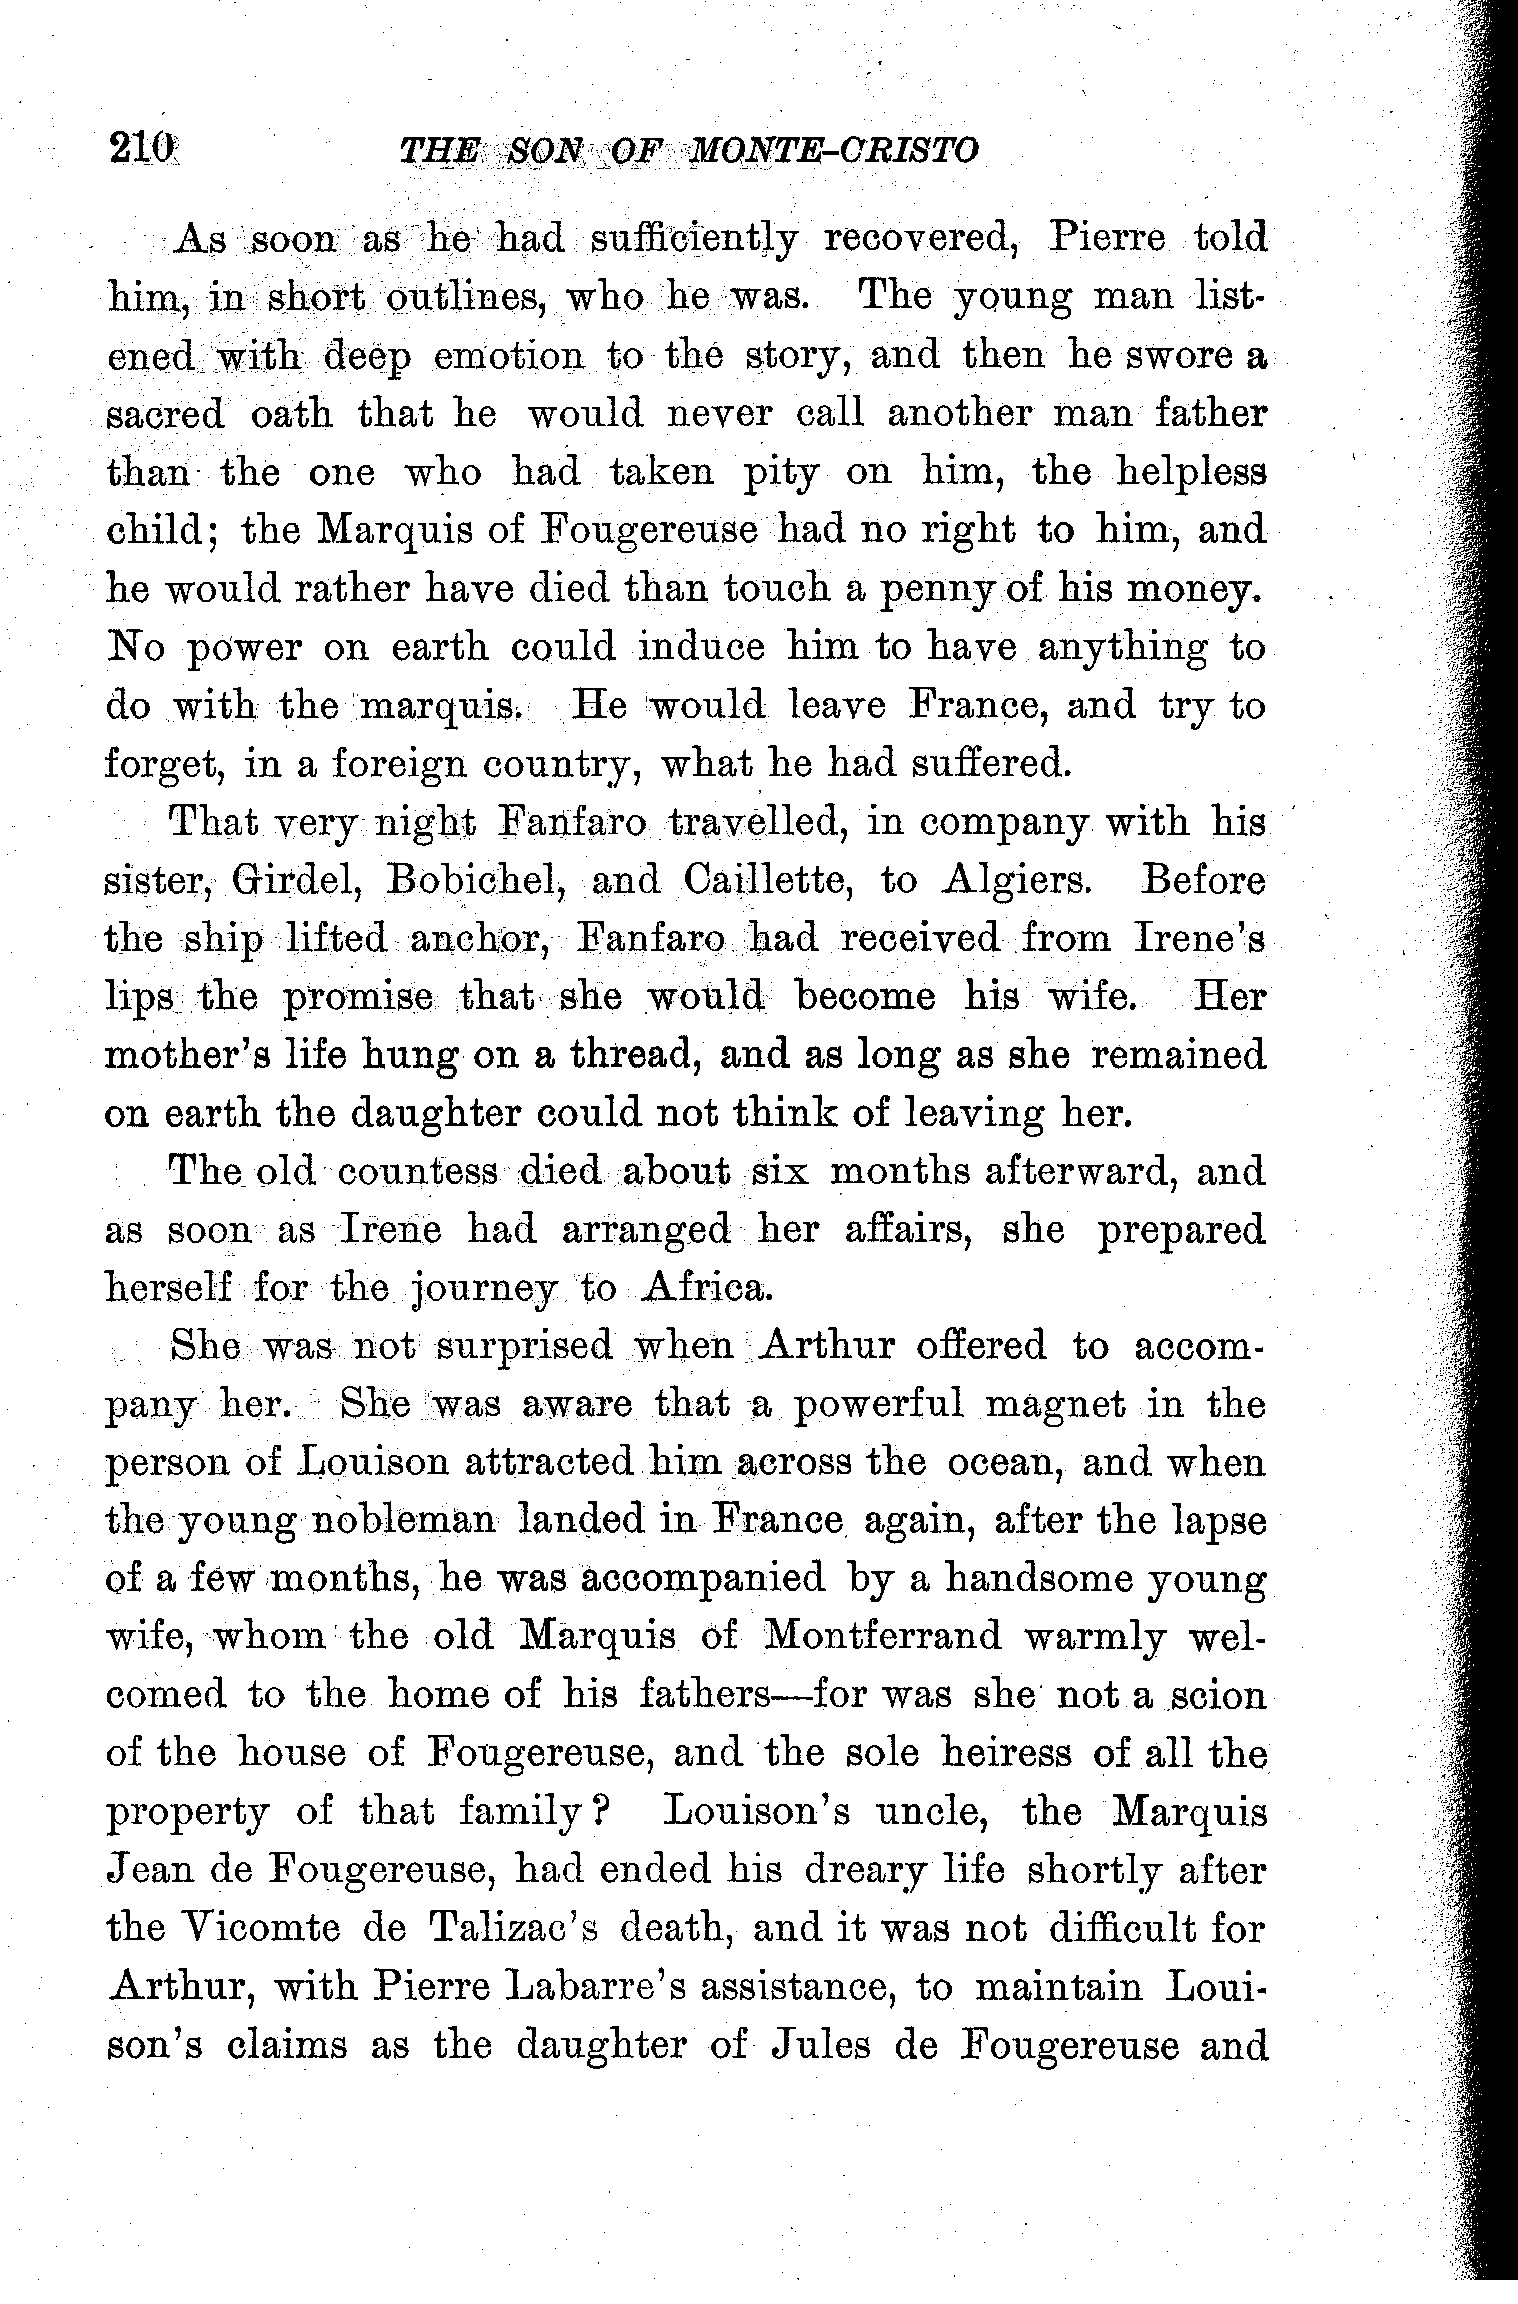 210 THE SON OF MONTE-CRISTO
As soon as he had sufficiently recovered, Pierre told
him, in short outlines, who he was. The young man list-
ened with deep emotion to the story, and then he swore a
sacred oath that he would never call another man father
than the one who had taken pity on him, the helpless
child; the Marquis of Fougereuse had no right to him, and
he would rather have died than touch a penny of his money.
No power on earth could induce him to have anything to
do with the marquis. He would leave France, and try to
forget, in a foreign country, what he had suffered.
That very night Fanfaro travelled, in company with his
sister, Girdel, Bobichel, and Caillette, to Algiers. Before
the ship lifted anchor, Fanfaro had received from Irene's
lips the promise that she would become his wife. Her
mother's life hung on a thread, and as long as she remained
on earth the daughter could not think of leaving her.
The old countess died about six months afterward, and
as soon as Irene had arranged her affairs, she prepared
herself for the journey to Africa.
She was not surprised when Arthur offered to accom-
pany her. She was aware that a powerful magnet in the
person of Louison attracted him across the ocean, and when
the young nobleman landed in France again, after the lapse
of a few months, he was accompanied by a handsome young
wife, whom the old Marquis of Montferrand warmly wel-
comed to the home of his fathers—for was she not a scion
of the house of Fougereuse, and the sole heiress of all the
property of that family? Louison's uncle, the Marquis
Jean de Fougereuse, had ended his dreary life shortly after
the Vicomte de Talizac's death, and it was not difficult for
Arthur, with Pierre Labarre's assistance, to maintain Loui-
son's claims as the daughter of Jules de Fougereuse and